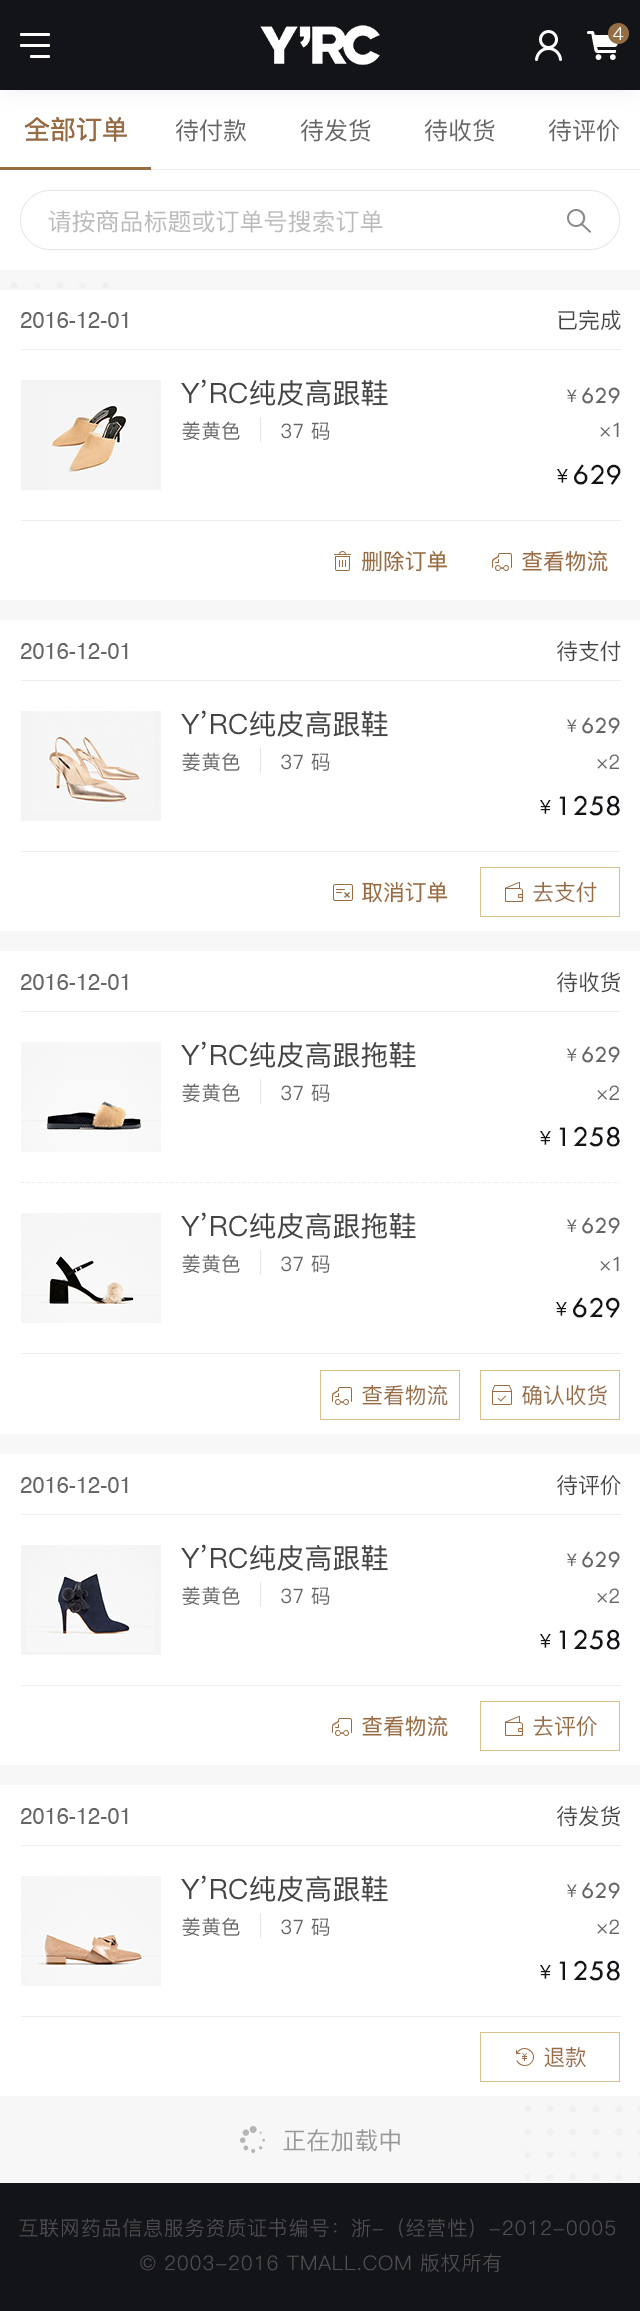 Y'RC 4
全部订单 待付款 待发货 待收货 待评价
请按商品标题或订单号搜索订单
2016-12-01 已完成
Y'RC纯皮高跟鞋 ¥629
姜黄色 37 码 ×1
¥629
删除订单 查看物流
2016-12-01 待支付
Y'RC纯皮高跟鞋 ¥629
姜黄色 37 码 ×2
¥1258
取消订单 去支付
2016-12-01 待收货
Y'RC纯皮高跟拖鞋 ¥629
姜黄色 37 码 ×2
¥1258
Y'RC纯皮高跟拖鞋 ¥629
姜黄色 37 码 ×1
¥629
查看物流 确认收货
2016-12-01 待评价
Y'RC纯皮高跟鞋 ¥629
姜黄色 37 码 ×2
¥1258
查看物流 去评价
2016-12-01 待发货
Y'RC纯皮高跟鞋 ¥629
姜黄色 37 码 ×2
¥1258
退款
正在加载中
互联网药品信息服务资质证书编号：浙-（经营性）-2012-0005
© 2003-2016 TMALL.COM 版权所有